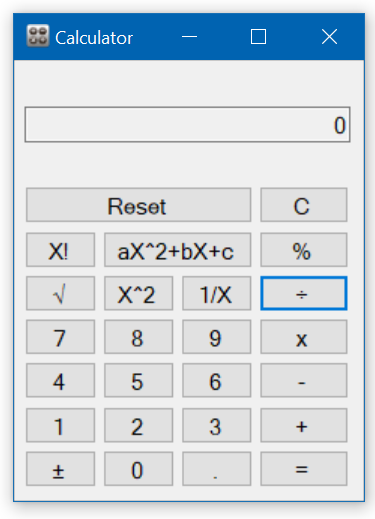 Calculator
0
Reset C
X! aX^2+bX+c %
√ X^2 1/X ÷
7 8 9 x
4 5 6 -
1 2 3 +
± 0 . =